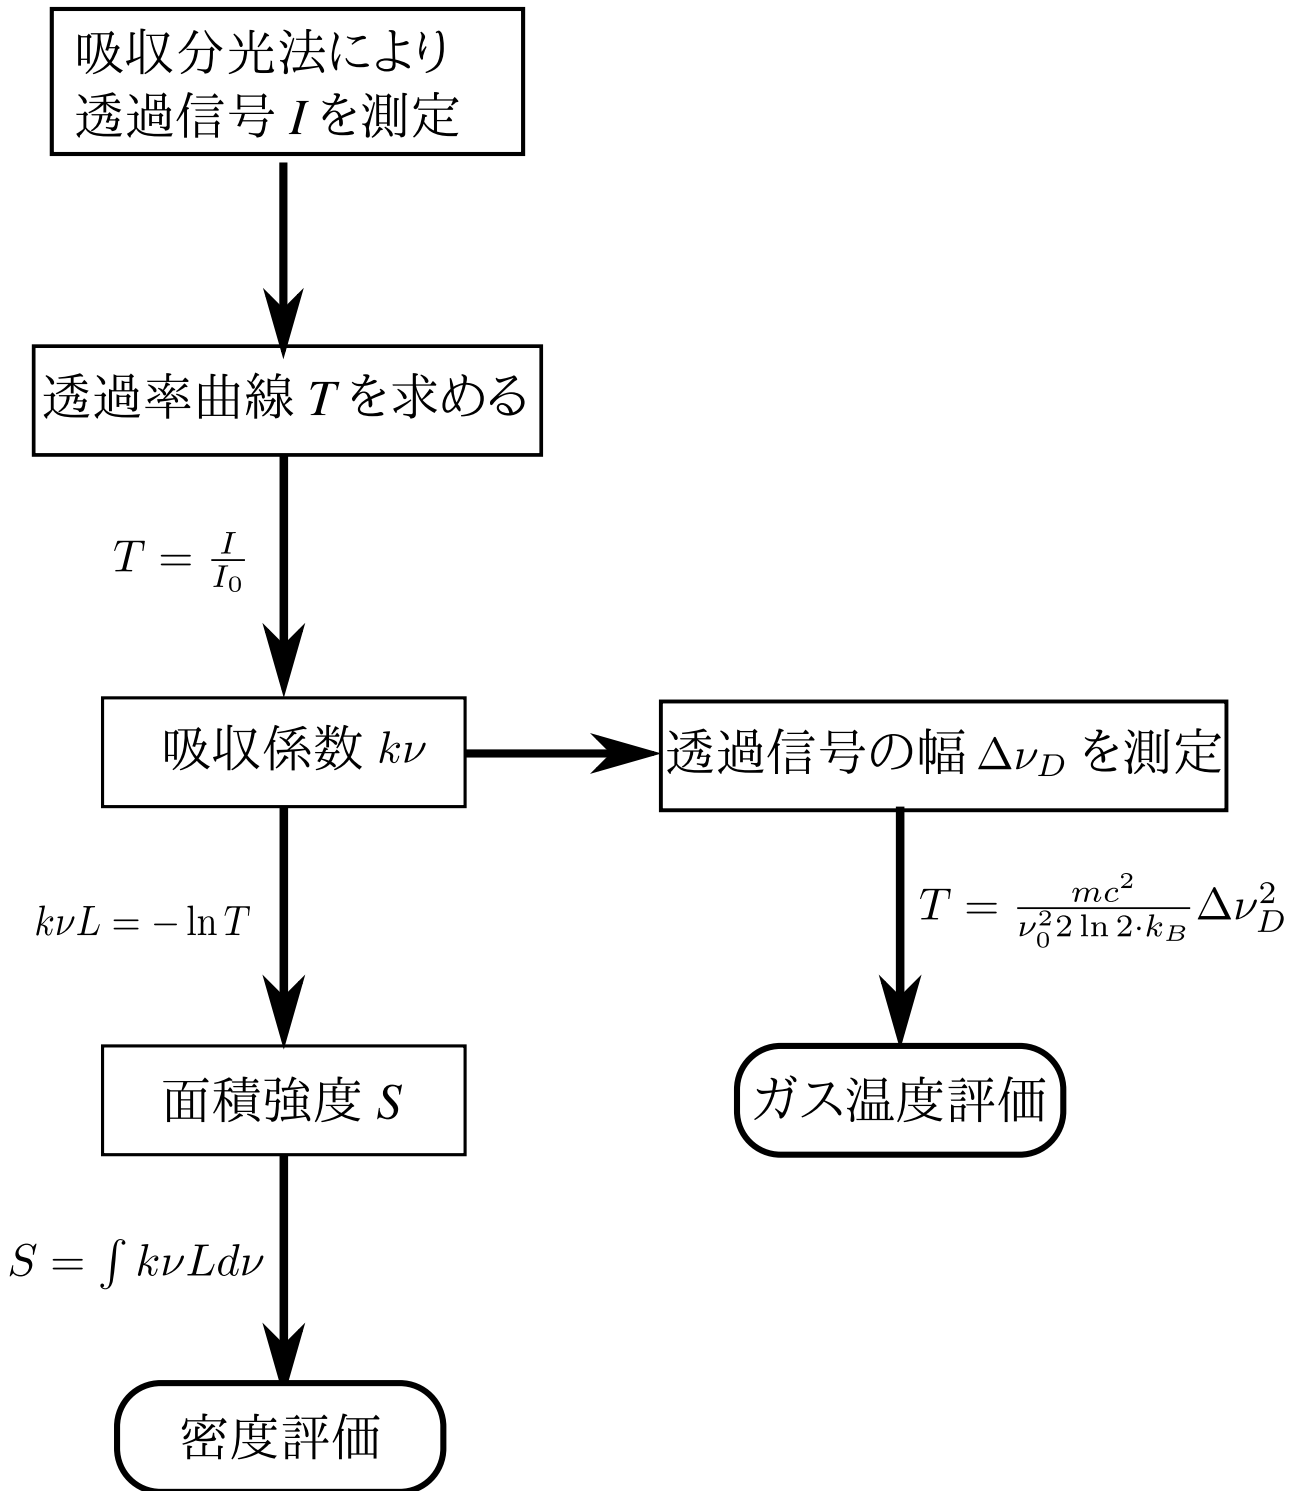 吸収分光法により
透過信号 I を測定
透過率曲線 T を求める
T = I/I₀
吸収係数 kν
透過信号の幅 Δν_D を測定
kνL = − ln T
T = mc²/(ν₀² 2 ln 2·k_B) Δν_D²
面積強度 S
ガス温度評価
S = ∫ kνLdν
密度評価